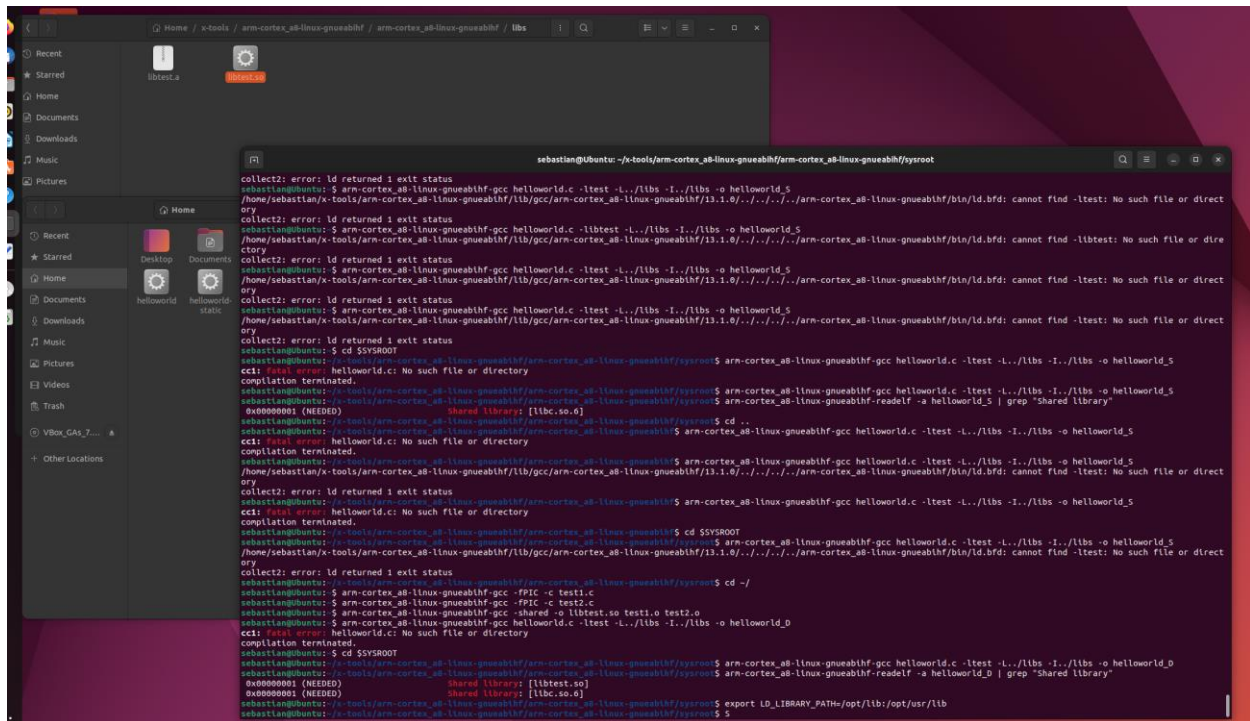 Home / x-tools / arm-cortex_a8-linux-gnueabihf / arm-cortex_a8-linux-gnueabihf / libs
Recent
Starred
Home
Documents
Downloads
Music
Pictures
libtest.a
libtest.so
Home
Recent
Starred
Home
Documents
Downloads
Music
Pictures
Videos
Trash
VBox_GAs_7....
+ Other Locations
Desktop
Documents
helloworld
helloworld-
static
sebastian@Ubuntu: ~/x-tools/arm-cortex_a8-linux-gnueabihf/arm-cortex_a8-linux-gnueabihf/sysroot
collect2: error: ld returned 1 exit status
sebastian@Ubuntu:~$ arm-cortex_a8-linux-gnueabihf-gcc helloworld.c -ltest -L../libs -I../libs -o helloworld_S
/home/sebastian/x-tools/arm-cortex_a8-linux-gnueabihf/lib/gcc/arm-cortex_a8-linux-gnueabihf/13.1.0/../../../../arm-cortex_a8-linux-gnueabihf/bin/ld.bfd: cannot find -ltest: No such file or direct
ory
collect2: error: ld returned 1 exit status
sebastian@Ubuntu:~$ arm-cortex_a8-linux-gnueabihf-gcc helloworld.c -libtest -L../libs -I../libs -o helloworld_S
/home/sebastian/x-tools/arm-cortex_a8-linux-gnueabihf/lib/gcc/arm-cortex_a8-linux-gnueabihf/13.1.0/../../../../arm-cortex_a8-linux-gnueabihf/bin/ld.bfd: cannot find -libtest: No such file or dire
ctory
collect2: error: ld returned 1 exit status
sebastian@Ubuntu:~$ arm-cortex_a8-linux-gnueabihf-gcc helloworld.c -ltest -L../libs -I../libs -o helloworld_S
/home/sebastian/x-tools/arm-cortex_a8-linux-gnueabihf/lib/gcc/arm-cortex_a8-linux-gnueabihf/13.1.0/../../../../arm-cortex_a8-linux-gnueabihf/bin/ld.bfd: cannot find -ltest: No such file or direct
ory
collect2: error: ld returned 1 exit status
sebastian@Ubuntu:~$ arm-cortex_a8-linux-gnueabihf-gcc helloworld.c -ltest -L../libs -I../libs -o helloworld_S
/home/sebastian/x-tools/arm-cortex_a8-linux-gnueabihf/lib/gcc/arm-cortex_a8-linux-gnueabihf/13.1.0/../../../../arm-cortex_a8-linux-gnueabihf/bin/ld.bfd: cannot find -ltest: No such file or direct
ory
collect2: error: ld returned 1 exit status
sebastian@Ubuntu:~$ cd $SYSROOT
sebastian@Ubuntu:~/x-tools/arm-cortex_a8-linux-gnueabihf/arm-cortex_a8-linux-gnueabihf/sysroot$ arm-cortex_a8-linux-gnueabihf-gcc helloworld.c -ltest -L../libs -I../libs -o helloworld_S
cc1: fatal error: helloworld.c: No such file or directory
compilation terminated.
sebastian@Ubuntu:~/x-tools/arm-cortex_a8-linux-gnueabihf/arm-cortex_a8-linux-gnueabihf/sysroot$ arm-cortex_a8-linux-gnueabihf-gcc helloworld.c -ltest -L../libs -I../libs -o helloworld_S
sebastian@Ubuntu:~/x-tools/arm-cortex_a8-linux-gnueabihf/arm-cortex_a8-linux-gnueabihf/sysroot$ arm-cortex_a8-linux-gnueabihf-readelf -a helloworld_S | grep "Shared library"
0x00000001 (NEEDED) Shared library: [libc.so.6]
sebastian@Ubuntu:~/x-tools/arm-cortex_a8-linux-gnueabihf/arm-cortex_a8-linux-gnueabihf/sysroot$ cd ..
sebastian@Ubuntu:~/x-tools/arm-cortex_a8-linux-gnueabihf/arm-cortex_a8-linux-gnueabihf$ arm-cortex_a8-linux-gnueabihf-gcc helloworld.c -ltest -L../libs -I../libs -o helloworld_S
cc1: fatal error: helloworld.c: No such file or directory
compilation terminated.
sebastian@Ubuntu:~/x-tools/arm-cortex_a8-linux-gnueabihf/arm-cortex_a8-linux-gnueabihf$ arm-cortex_a8-linux-gnueabihf-gcc helloworld.c -ltest -L../libs -I../libs -o helloworld_S
/home/sebastian/x-tools/arm-cortex_a8-linux-gnueabihf/lib/gcc/arm-cortex_a8-linux-gnueabihf/13.1.0/../../../../arm-cortex_a8-linux-gnueabihf/bin/ld.bfd: cannot find -ltest: No such file or direct
ory
collect2: error: ld returned 1 exit status
sebastian@Ubuntu:~/x-tools/arm-cortex_a8-linux-gnueabihf/arm-cortex_a8-linux-gnueabihf$ arm-cortex_a8-linux-gnueabihf-gcc helloworld.c -ltest -L../libs -I../libs -o helloworld_S
cc1: fatal error: helloworld.c: No such file or directory
compilation terminated.
sebastian@Ubuntu:~/x-tools/arm-cortex_a8-linux-gnueabihf/arm-cortex_a8-linux-gnueabihf$ cd $SYSROOT
sebastian@Ubuntu:~/x-tools/arm-cortex_a8-linux-gnueabihf/arm-cortex_a8-linux-gnueabihf/sysroot$ arm-cortex_a8-linux-gnueabihf-gcc helloworld.c -ltest -L../libs -I../libs -o helloworld_S
/home/sebastian/x-tools/arm-cortex_a8-linux-gnueabihf/lib/gcc/arm-cortex_a8-linux-gnueabihf/13.1.0/../../../../arm-cortex_a8-linux-gnueabihf/bin/ld.bfd: cannot find -ltest: No such file or direct
ory
collect2: error: ld returned 1 exit status
sebastian@Ubuntu:~/x-tools/arm-cortex_a8-linux-gnueabihf/arm-cortex_a8-linux-gnueabihf/sysroot$ cd ~/
sebastian@Ubuntu:~$ arm-cortex_a8-linux-gnueabihf-gcc -fPIC -c test1.c
sebastian@Ubuntu:~$ arm-cortex_a8-linux-gnueabihf-gcc -fPIC -c test2.c
sebastian@Ubuntu:~$ arm-cortex_a8-linux-gnueabihf-gcc -shared -o libtest.so test1.o test2.o
sebastian@Ubuntu:~$ arm-cortex_a8-linux-gnueabihf-gcc helloworld.c -ltest -L../libs -I../libs -o helloworld_D
cc1: fatal error: helloworld.c: No such file or directory
compilation terminated.
sebastian@Ubuntu:~$ cd $SYSROOT
sebastian@Ubuntu:~/x-tools/arm-cortex_a8-linux-gnueabihf/arm-cortex_a8-linux-gnueabihf/sysroot$ arm-cortex_a8-linux-gnueabihf-gcc helloworld.c -ltest -L../libs -I../libs -o helloworld_D
sebastian@Ubuntu:~/x-tools/arm-cortex_a8-linux-gnueabihf/arm-cortex_a8-linux-gnueabihf/sysroot$ arm-cortex_a8-linux-gnueabihf-readelf -a helloworld_D | grep "Shared library"
0x00000001 (NEEDED) Shared library: [libtest.so]
0x00000001 (NEEDED) Shared library: [libc.so.6]
sebastian@Ubuntu:~/x-tools/arm-cortex_a8-linux-gnueabihf/arm-cortex_a8-linux-gnueabihf/sysroot$ export LD_LIBRARY_PATH=/opt/lib:/opt/usr/lib
sebastian@Ubuntu:~/x-tools/arm-cortex_a8-linux-gnueabihf/arm-cortex_a8-linux-gnueabihf/sysroot$ S